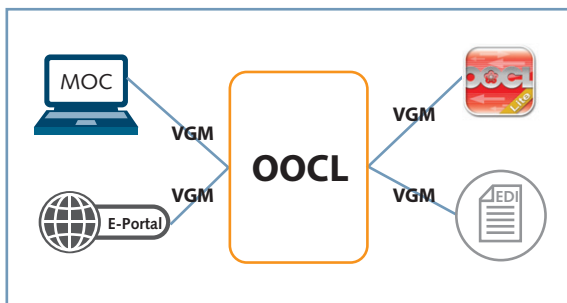 MOC
OOCL
Lite
VGM
VGM
OOCL
VGM
VGM
E-Portal
EDI